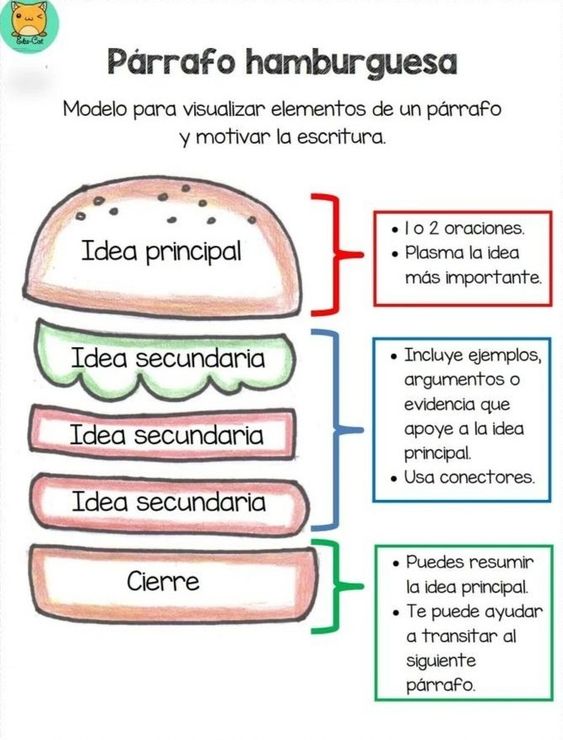 Párrafo hamburguesa
Modelo para visualizar elementos de un párrafo
y motivar la escritura.
Idea principal
• 1 o 2 oraciones.
• Plasma la idea
más importante.
Idea secundaria
Idea secundaria
Idea secundaria
• Incluye ejemplos,
argumentos o
evidencia que
apoye a la idea
principal.
• Usa conectores.
Cierre
• Puedes resumir
la idea principal.
• Te puede ayudar
a transitar al
siguiente
párrafo.